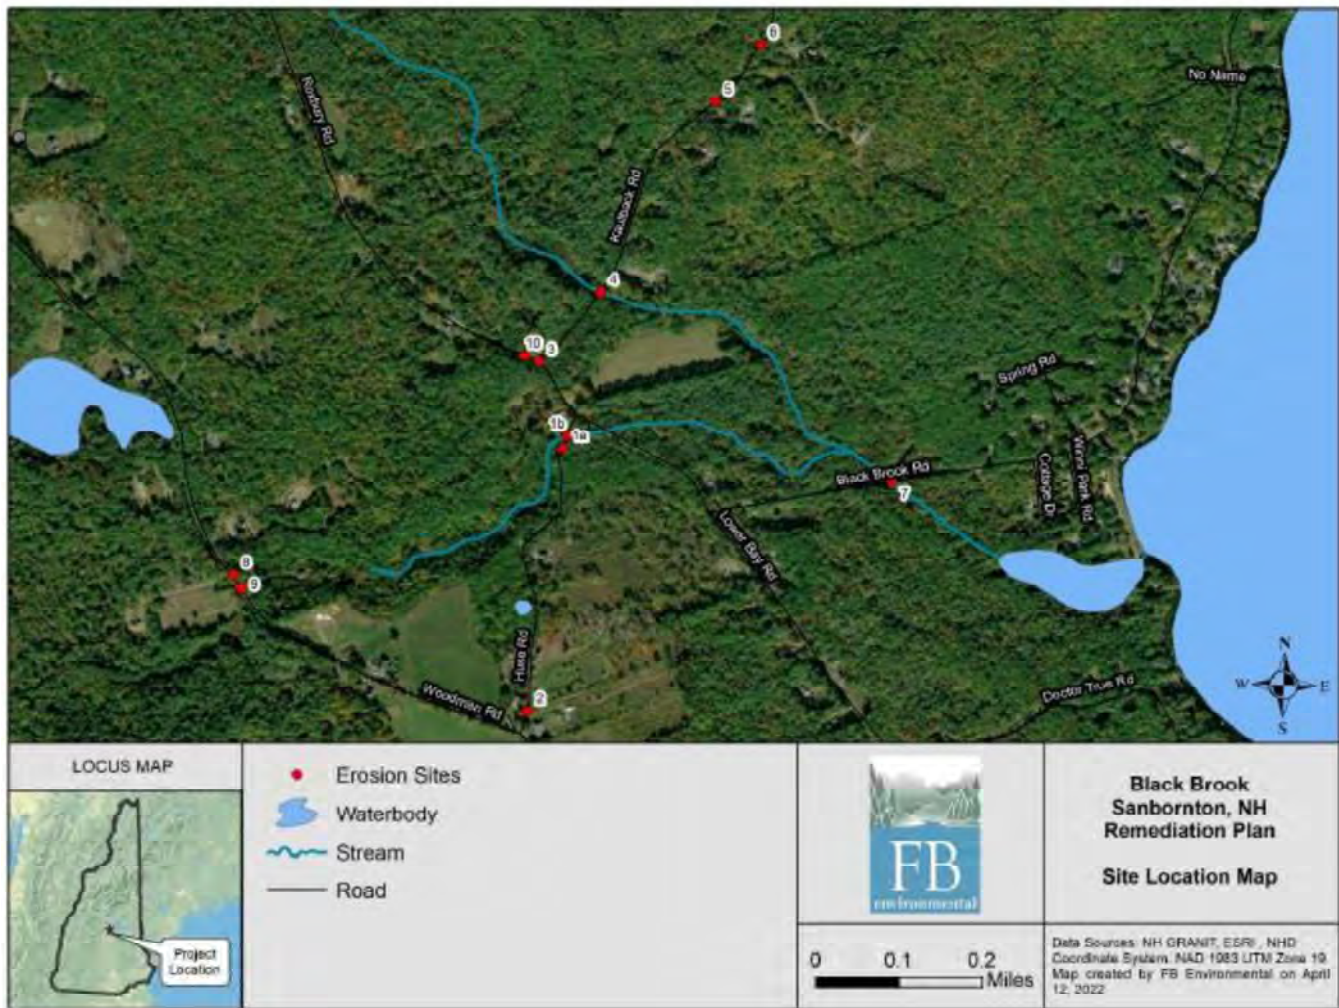 6
No Name
5
Roxbury Rd
Kaulback Rd
4
10
3
1b
1a
Spring Rd
Black Brook Rd
Cottage Dr
Winni Park Rd
7
Lower Bay Rd
8
9
Huse Rd
Woodman Rd
2
Doctor True Rd
N
W E
S
LOCUS MAP
Project
Location
Erosion Sites
Waterbody
Stream
Road
FB
environmental
0 0.1 0.2
Miles
Black Brook
Sanbornton, NH
Remediation Plan
Site Location Map
Data Sources: NH GRANIT, ESRI , NHD
Coordinate System: NAD 1983 UTM Zone 19
Map created by FB Environmental on April
12, 2022